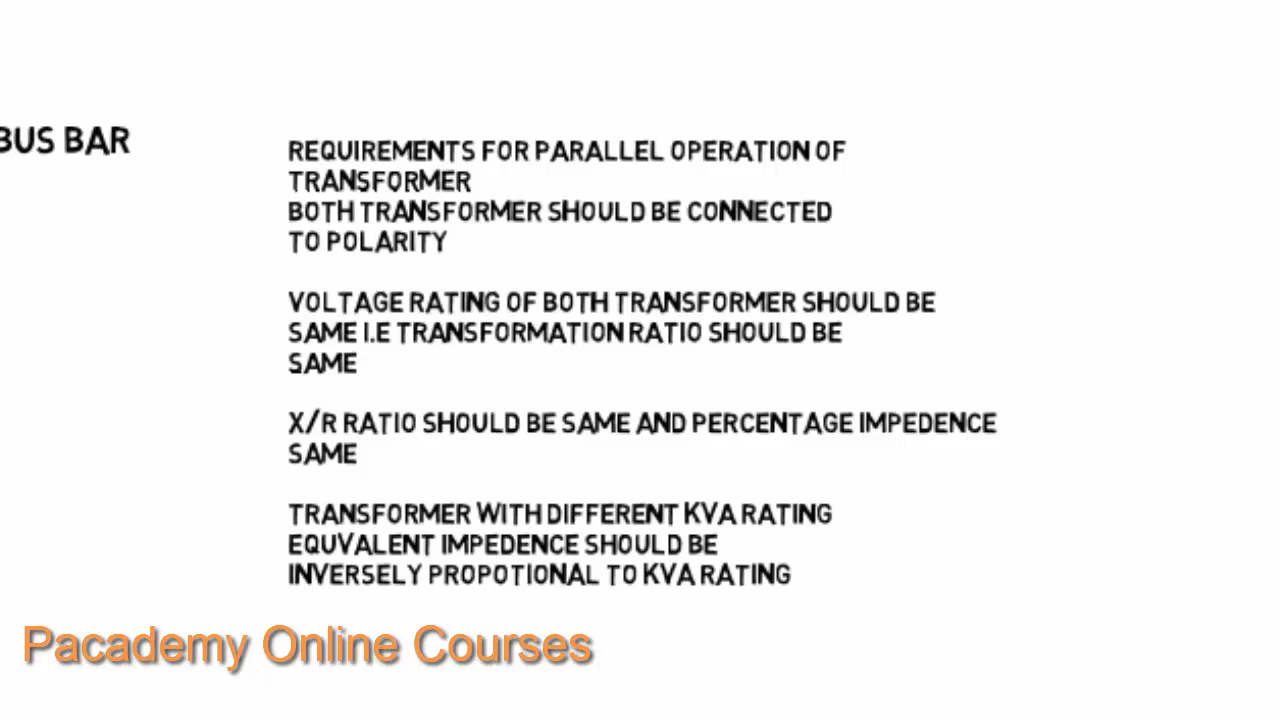 BUS BAR
REQUIREMENTS FOR PARALLEL OPERATION OF
TRANSFORMER
BOTH TRANSFORMER SHOULD BE CONNECTED
TO POLARITY
VOLTAGE RATING OF BOTH TRANSFORMER SHOULD BE
SAME I.E TRANSFORMATION RATIO SHOULD BE
SAME
X/R RATIO SHOULD BE SAME AND PERCENTAGE IMPEDENCE
SAME
TRANSFORMER WITH DIFFERENT KVA RATING
EQUVALENT IMPEDENCE SHOULD BE
INVERSELY PROPOTIONAL TO KVA RATING
Pacademy Online Courses